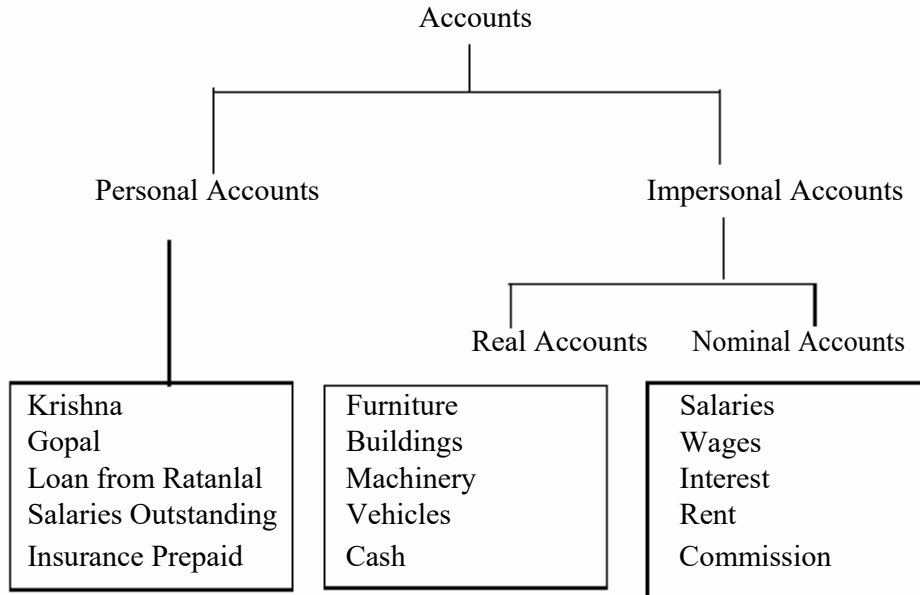 Accounts
Personal Accounts
Impersonal Accounts
Real Accounts
Nominal Accounts
Krishna
Gopal
Loan from Ratanlal
Salaries Outstanding
Insurance Prepaid
Furniture
Buildings
Machinery
Vehicles
Cash
Salaries
Wages
Interest
Rent
Commission